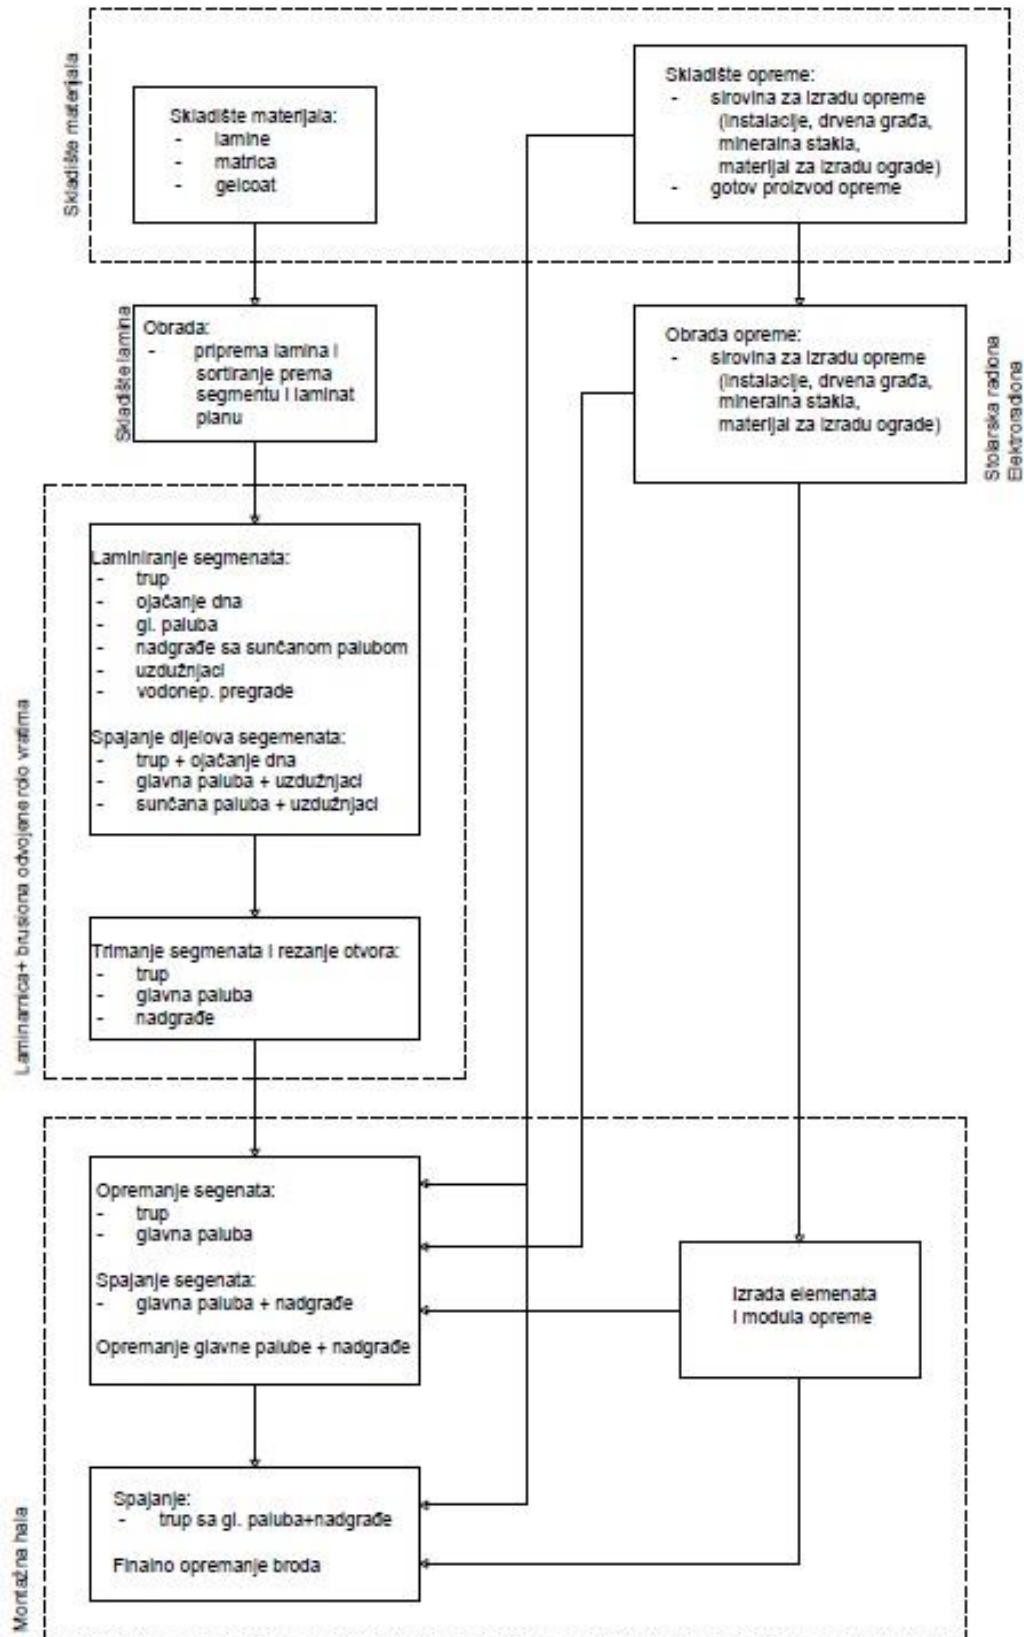 Skladište materijala
Skladište materijala:
- lamine
- matrica
- gelcoat
Skladište opreme:
- sirovina za izradu opreme
(instalacije, drvena građa,
mineralna stakla,
materijal za izradu ograde)
- gotov proizvod opreme
Skladište lamina
Obrada:
- priprema lamina i
sortiranje prema
segmentu i laminat
planu
Obrada opreme:
- sirovina za izradu opreme
(instalacije, drvena građa,
mineralna stakla,
materijal za izradu ograde)
Stolarska radiona
Elektroradiona
Laminarnica+ brusiona odvojene rolo vratima
Laminiranje segmenata:
- trup
- ojačanje dna
- gl. paluba
- nadgrađe sa sunčanom palubom
- uzdužnjaci
- vodonep. pregrade
Spajanje dijelova segemenata:
- trup + ojačanje dna
- glavna paluba + uzdužnjaci
- sunčana paluba + uzdužnjaci
Trimanje segmenata i rezanje otvora:
- trup
- glavna paluba
- nadgrađe
Montažna hala
Opremanje segenata:
- trup
- glavna paluba
Spajanje segenata:
- glavna paluba + nadgrađe
Opremanje glavne palube + nadgrađe
Izrada elemenata
i modula opreme
Spajanje:
- trup sa gl. paluba+nadgrađe
Finalno opremanje broda